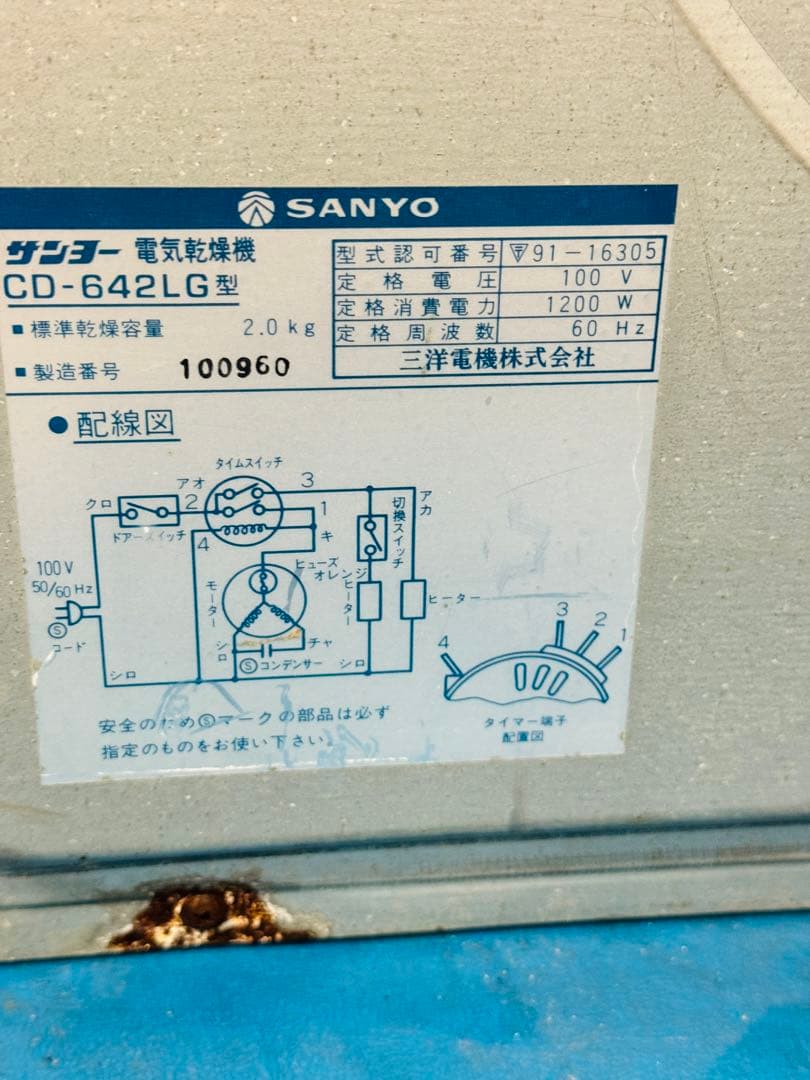 SANYO
サンヨー 電気乾燥機
CD-642LG型
■ 標準乾燥容量 2.0kg
■ 製造番号 100960
型式認可番号 91-16305
定格電圧 100 V
定格消費電力 1200 W
定格周波数 60 Hz
三洋電機株式会社
● 配線図
タイムスイッチ
クロ
アオ
2
3
1
4
キ
ドアースイッチ
切換スイッチ
アカ
100V
50/60Hz
Ⓢ
コード
モーター
ヒューズ
オレンジ
ヒーター
ヒーター
シロ
シロ
チャ
Ⓢコンデンサー
シロ
4
3
2
1
タイマー端子
配置図
安全のためⓈマークの部品は必ず
指定のものをお使い下さい。